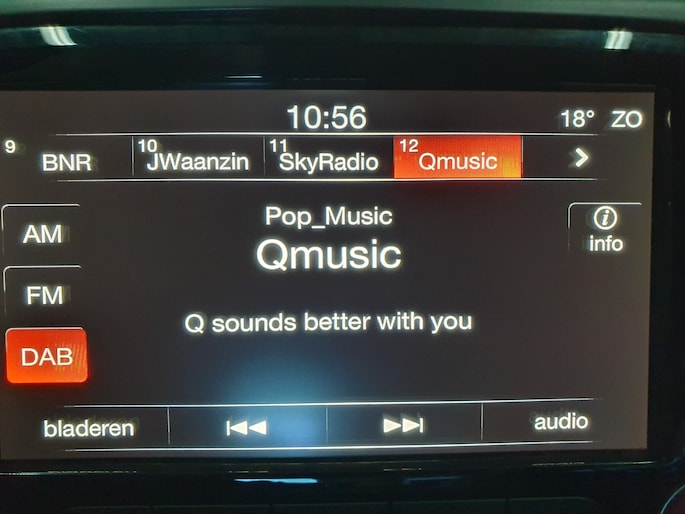 10:56 18° ZO
9 BNR 10 JWaanzin 11 SkyRadio 12 Qmusic
Pop_Music
Qmusic
Q sounds better with you
AM
FM
DAB
i
info
bladeren audio